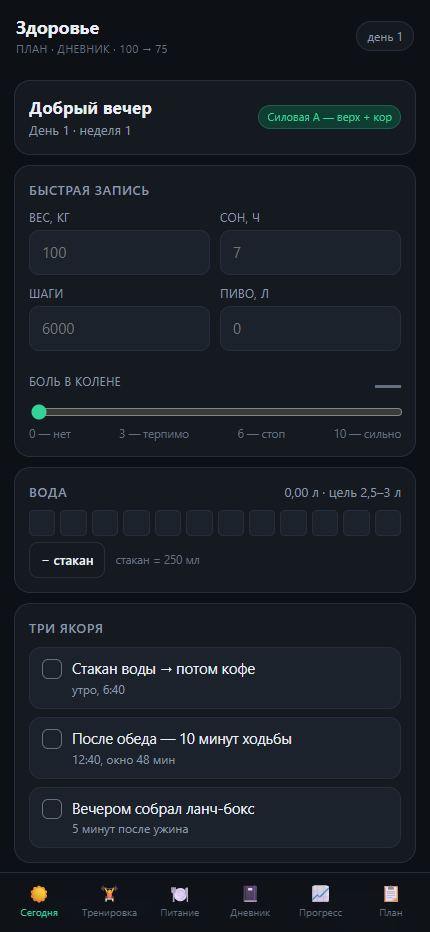 Здоровье
ПЛАН · ДНЕВНИК · 100 → 75
день 1
Добрый вечер
День 1 · неделя 1
Силовая A — верх + кор
БЫСТРАЯ ЗАПИСЬ
ВЕС, КГ
СОН, Ч
100
7
ШАГИ
ПИВО, Л
6000
0
БОЛЬ В КОЛЕНЕ
—
0 — нет
3 — терпимо
6 — стоп
10 — сильно
ВОДА
0,00 л · цель 2,5–3 л
− стакан
стакан = 250 мл
ТРИ ЯКОРЯ
Стакан воды → потом кофе
утро, 6:40
После обеда — 10 минут ходьбы
12:40, окно 48 мин
Вечером собрал ланч-бокс
5 минут после ужина
Сегодня
Тренировка
Питание
Дневник
Прогресс
План